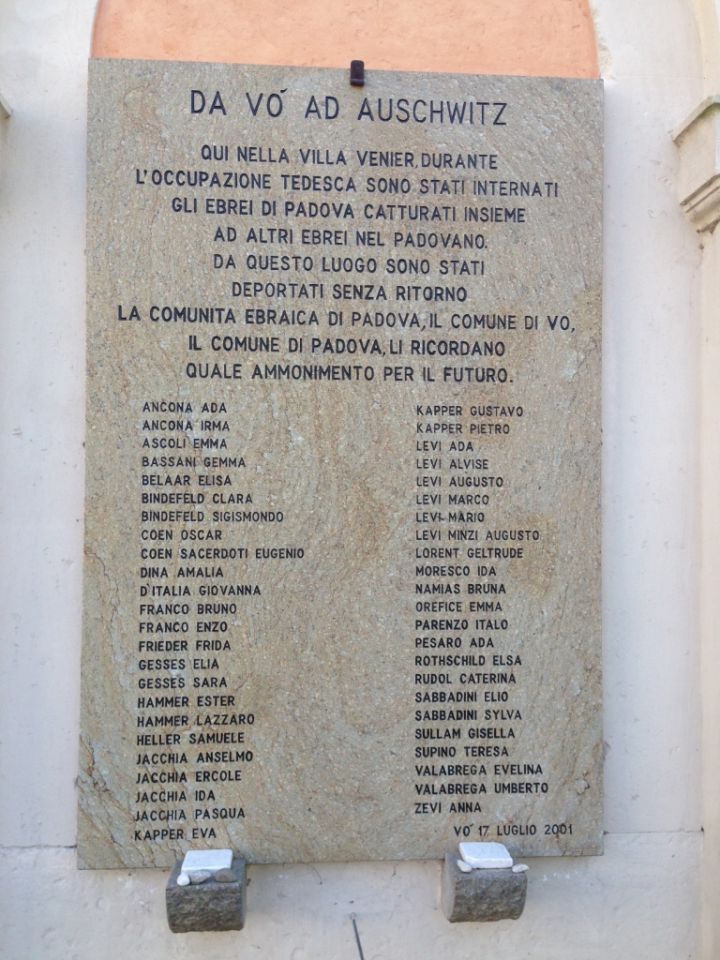 DA VO' AD AUSCHWITZ
QUI NELLA VILLA VENIER, DURANTE
L'OCCUPAZIONE TEDESCA SONO STATI INTERNATI
GLI EBREI DI PADOVA CATTURATI INSIEME
AD ALTRI EBREI NEL PADOVANO.
DA QUESTO LUOGO SONO STATI
DEPORTATI SENZA RITORNO
LA COMUNITA EBRAICA DI PADOVA, IL COMUNE DI VO,
IL COMUNE DI PADOVA, LI RICORDANO
QUALE AMMONIMENTO PER IL FUTURO.
ANCONA ADA
ANCONA IRMA
ASCOLI EMMA
BASSANI GEMMA
BELAAR ELISA
BINDEFELD CLARA
BINDEFELD SIGISMONDO
COEN OSCAR
COEN SACERDOTI EUGENIO
DINA AMALIA
D'ITALIA GIOVANNA
FRANCO BRUNO
FRANCO ENZO
FRIEDER FRIDA
GESSES ELIA
GESSES SARA
HAMMER ESTER
HAMMER LAZZARO
HELLER SAMUELE
JACCHIA ANSELMO
JACCHIA ERCOLE
JACCHIA IDA
JACCHIA PASQUA
KAPPER EVA
KAPPER GUSTAVO
KAPPER PIETRO
LEVI ADA
LEVI ALVISE
LEVI AUGUSTO
LEVI MARCO
LEVI MARIO
LEVI MINZI AUGUSTO
LORENT GELTRUDE
MORESCO IDA
NAMIAS BRUNA
OREFICE EMMA
PARENZO ITALO
PESARO ADA
ROTHSCHILD ELSA
RUDOL CATERINA
SABBADINI ELIO
SABBADINI SYLVA
SULLAM GISELLA
SUPINO TERESA
VALABREGA EVELINA
VALABREGA UMBERTO
ZEVI ANNA
VO' 17 LUGLIO 2001